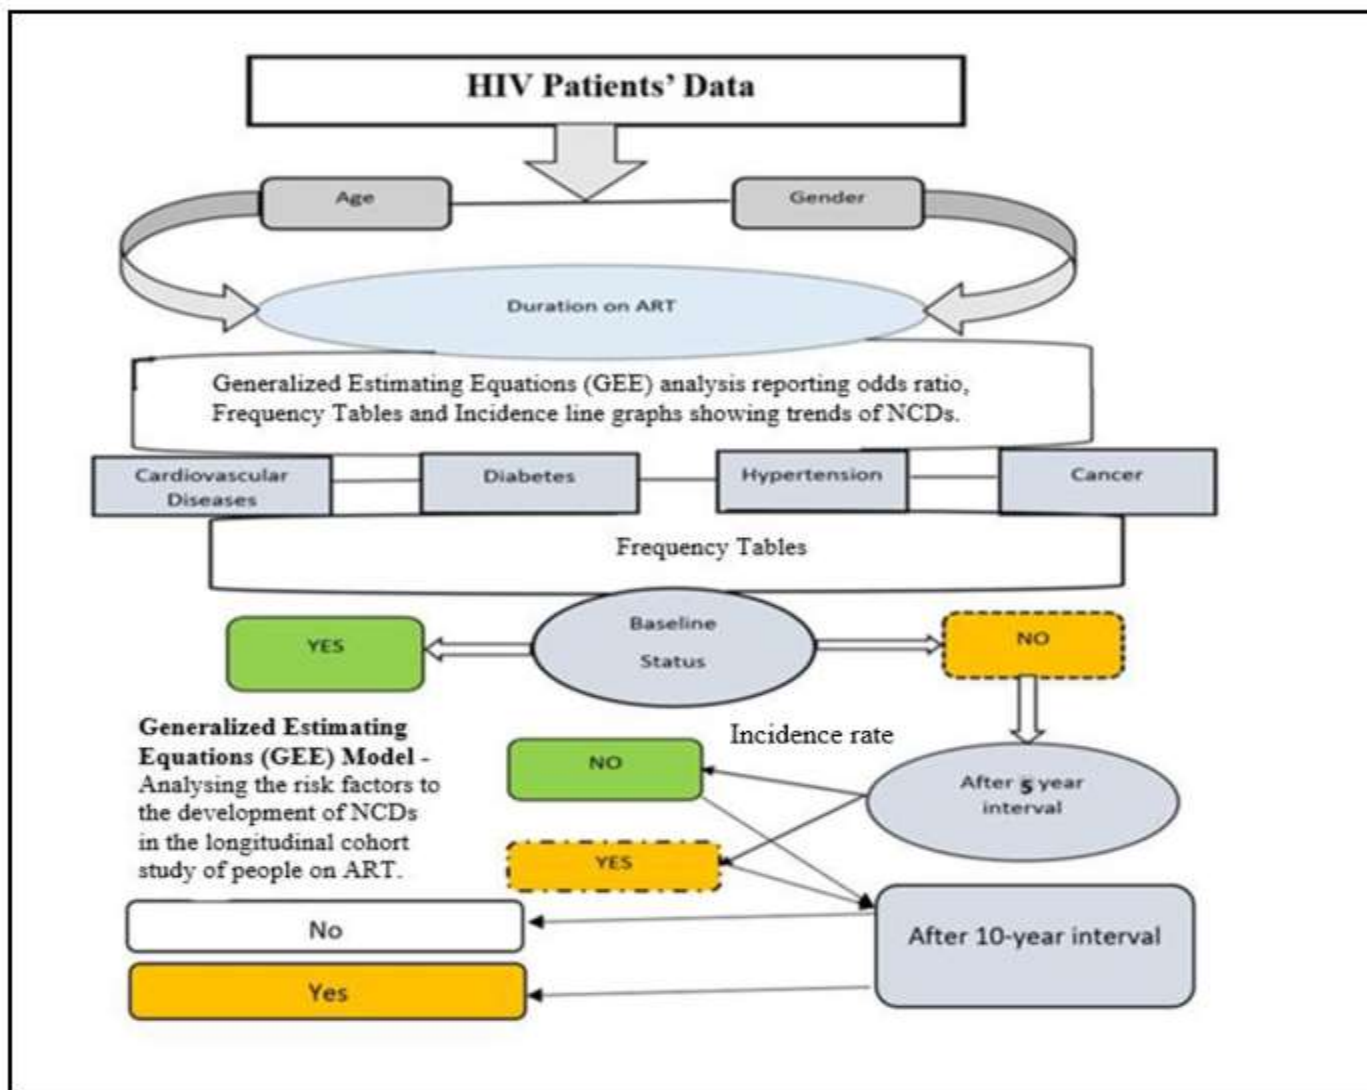 HIV Patients’ Data
Age
Gender
Duration on ART
Generalized Estimating Equations (GEE) analysis reporting odds ratio,
Frequency Tables and Incidence line graphs showing trends of NCDs.
Cardiovascular
Diseases
Diabetes
Hypertension
Cancer
Frequency Tables
Baseline
Status
YES
NO
Generalized Estimating
Equations (GEE) Model -
Analysing the risk factors to
the development of NCDs
in the longitudinal cohort
study of people on ART.
Incidence rate
NO
After 5 year
interval
YES
No
After 10-year interval
Yes